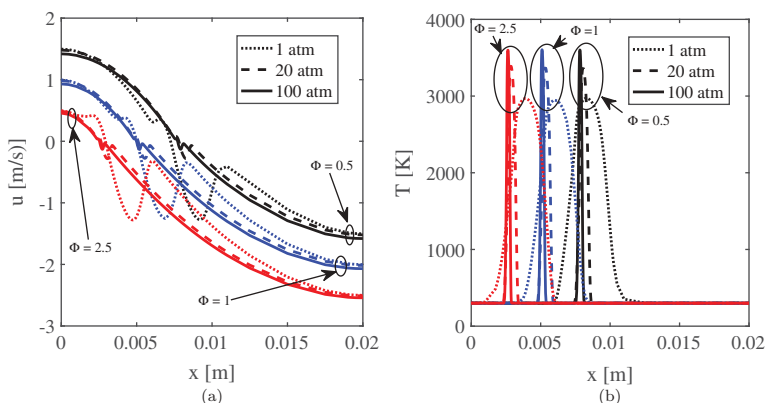 2
1
0
-1
-2
-3
u [m/s)]
0
0.005
0.01
0.015
0.02
x [m]
(a)
1 atm
20 atm
100 atm
Φ = 0.5
Φ = 2.5
Φ = 1
4000
3000
2000
1000
0
T [K]
0
0.005
0.01
0.015
0.02
x [m]
(b)
Φ = 2.5
Φ=1
1 atm
20 atm
100 atm
Φ = 0.5